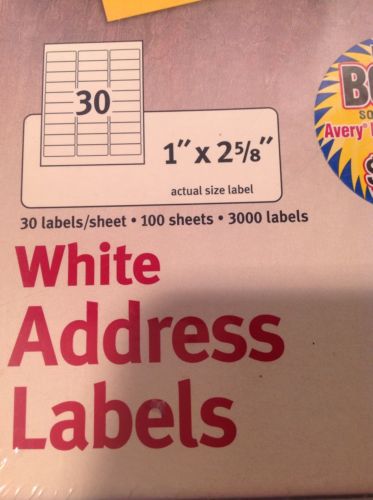 30
1" x 2⅝"
actual size label
30 labels/sheet • 100 sheets • 3000 labels
White
Address
Labels
Avery®